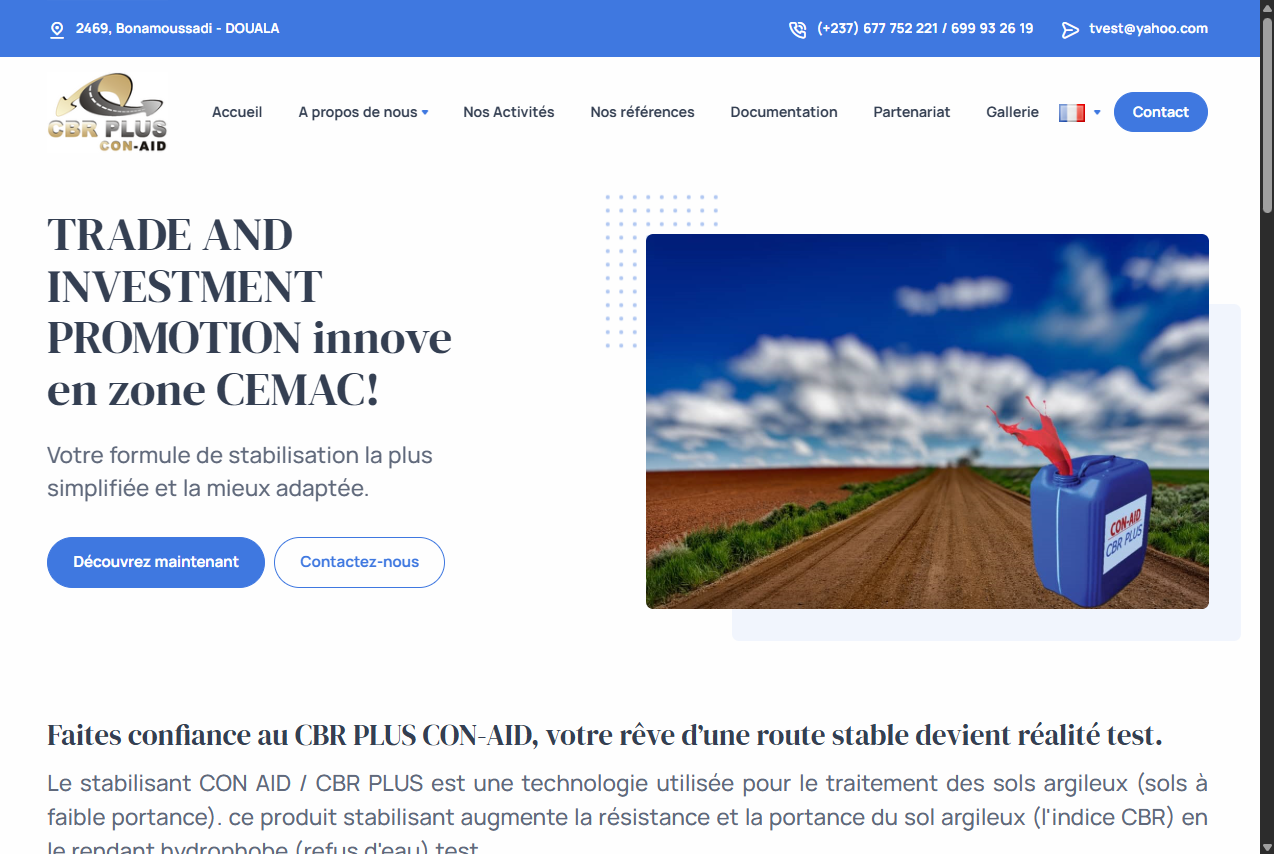 2469, Bonamoussadi - DOUALA
(+237) 677 752 221 / 699 93 26 19
tvest@yahoo.com
CBR PLUS
CON-AID
Accueil
A propos de nous
Nos Activités
Nos références
Documentation
Partenariat
Gallerie
Contact
TRADE AND
INVESTMENT
PROMOTION innove
en zone CEMAC!
Votre formule de stabilisation la plus
simplifiée et la mieux adaptée.
Découvrez maintenant
Contactez-nous
CON-AID
CBR PLUS
Faites confiance au CBR PLUS CON-AID, votre rêve d’une route stable devient réalité test.
Le stabilisant CON AID / CBR PLUS est une technologie utilisée pour le traitement des sols argileux (sols à
faible portance). ce produit stabilisant augmente la résistance et la portance du sol argileux (l'indice CBR) en
le rendant hydrophobe (refus d'eau) test